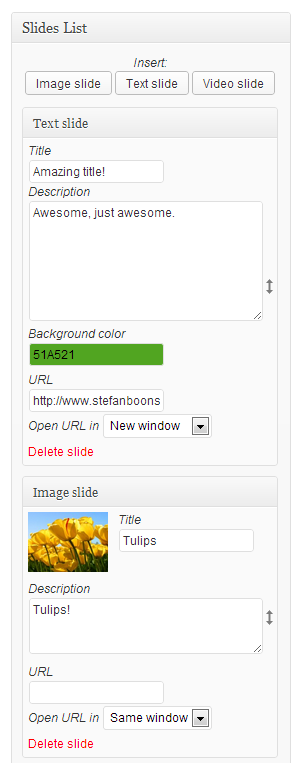 Slides List
Insert:
Image slide Text slide Video slide
Text slide
Title
Amazing title!
Description
Awesome, just awesome.
Background color
51A521
URL
http://www.stefanboons
Open URL in New window
Delete slide
Image slide
Title
Tulips
Description
Tulips!
URL
Open URL in Same window
Delete slide